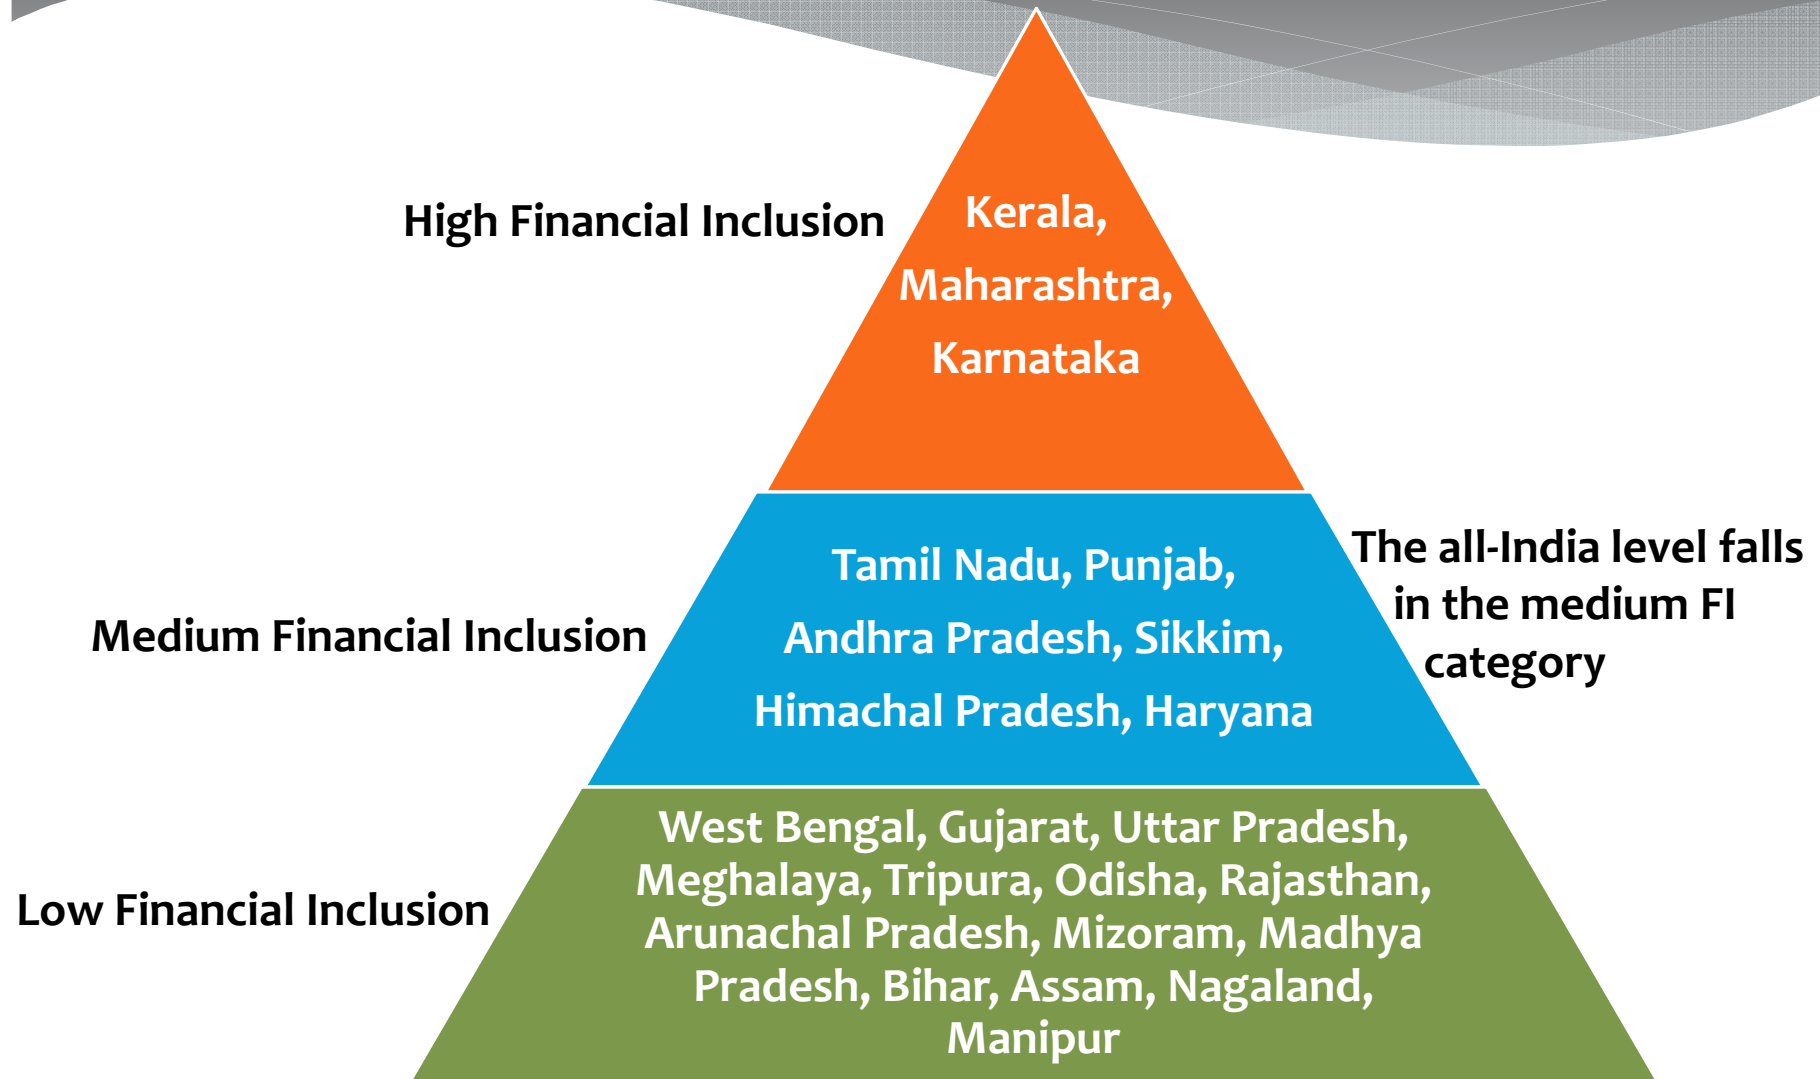 High Financial Inclusion
Kerala,
Maharashtra,
Karnataka
Medium Financial Inclusion
Tamil Nadu, Punjab,
Andhra Pradesh, Sikkim,
Himachal Pradesh, Haryana
The all-India level falls
in the medium FI
category
Low Financial Inclusion
West Bengal, Gujarat, Uttar Pradesh,
Meghalaya, Tripura, Odisha, Rajasthan,
Arunachal Pradesh, Mizoram, Madhya
Pradesh, Bihar, Assam, Nagaland,
Manipur